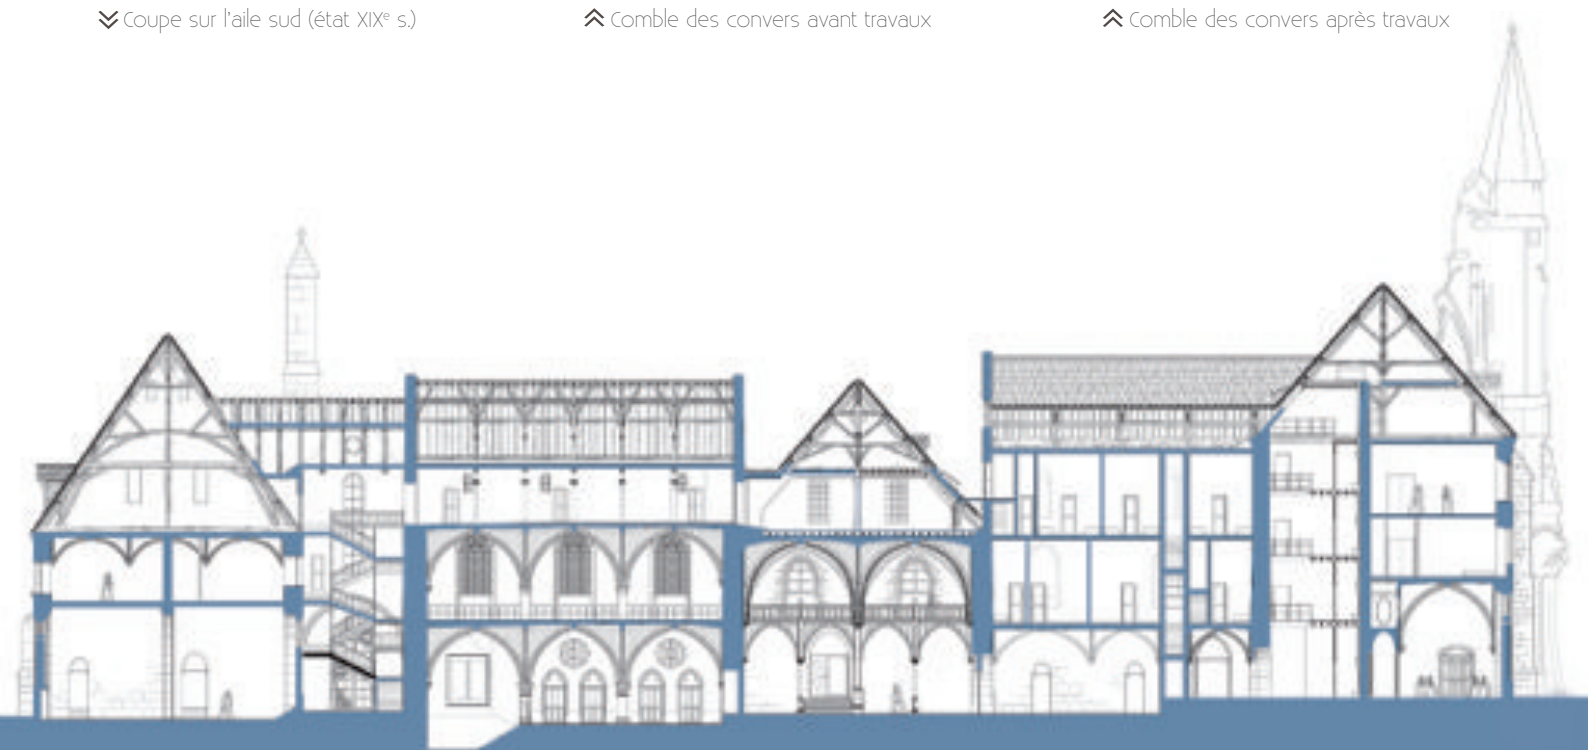 Coupe sur l'aile sud (état XIXe s.)
Comble des convers avant travaux
Comble des convers après travaux